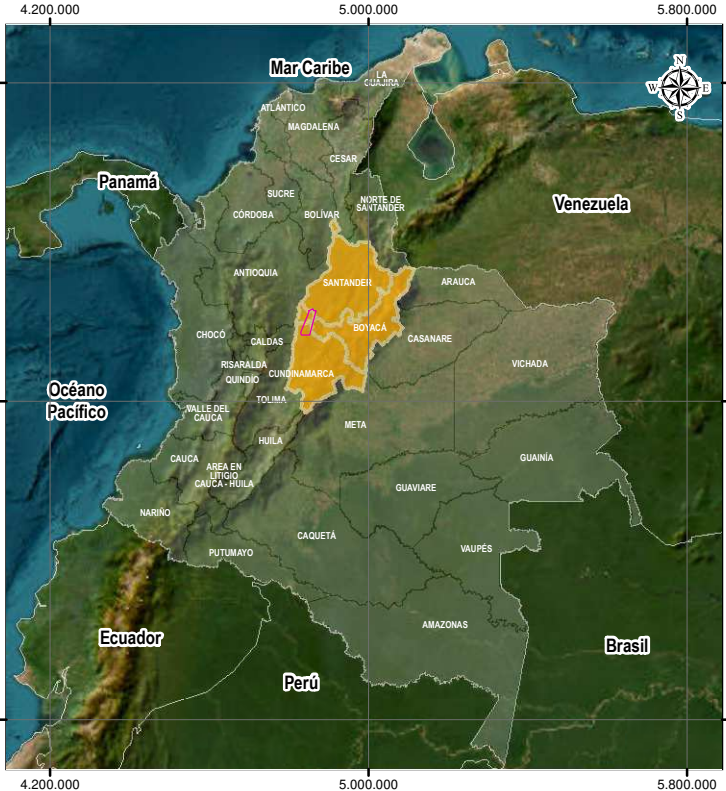 4.200.000
5.000.000
5.800.000
Mar Caribe
N
W
E
S
LA
GUAJIRA
ATLÁNTICO
MAGDALENA
CESAR
Panamá
SUCRE
NORTE DE
SANTANDER
Venezuela
CÓRDOBA
BOLÍVAR
ANTIOQUIA
SANTANDER
ARAUCA
CHOCÓ
CALDAS
BOYACÁ
CASANARE
RISARALDA
VICHADA
QUINDÍO
CUNDINAMARCA
Océano
Pacífico
TOLIMA
VALLE DEL
CAUCA
META
HUILA
CAUCA
AREA EN
LITIGIO
CAUCA - HUILA
GUAINÍA
GUAVIARE
NARIÑO
CAQUETÁ
PUTUMAYO
VAUPÉS
AMAZONAS
Ecuador
Brasil
Perú
4.200.000
5.000.000
5.800.000